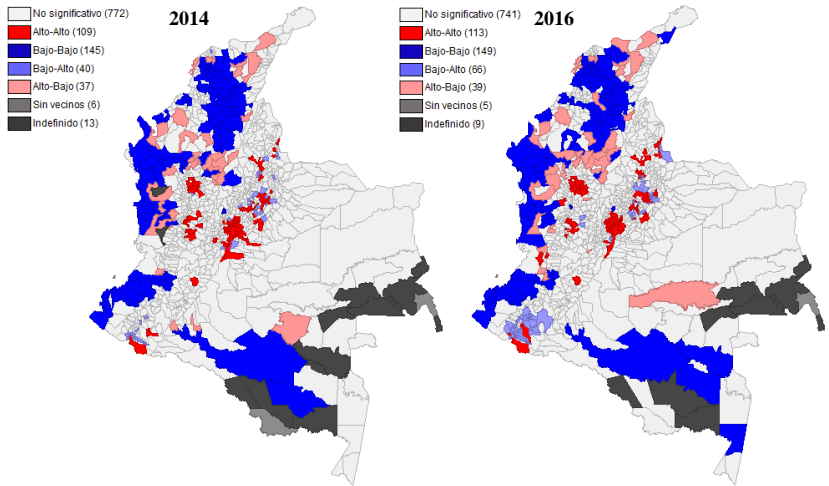 2014
No significativo (772)
Alto-Alto (109)
Bajo-Bajo (145)
Bajo-Alto (40)
Alto-Bajo (37)
Sin vecinos (6)
Indefinido (13)
2016
No significativo (741)
Alto-Alto (113)
Bajo-Bajo (149)
Bajo-Alto (66)
Alto-Bajo (39)
Sin vecinos (5)
Indefinido (9)